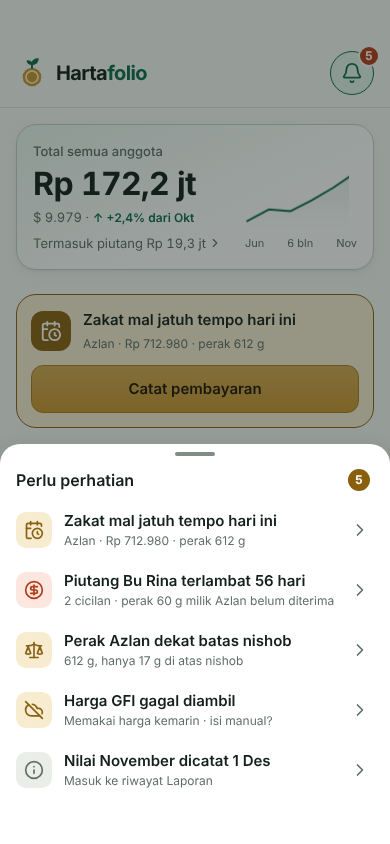 Hartafolio
5
Total semua anggota
Rp 172,2 jt
$ 9.979 · ↑ +2,4% dari Okt
Termasuk piutang Rp 19,3 jt
Jun 6 bln Nov
Zakat mal jatuh tempo hari ini
Azlan · Rp 712.980 · perak 612 g
Catat pembayaran
Perlu perhatian
5
Zakat mal jatuh tempo hari ini
Azlan · Rp 712.980 · perak 612 g
Piutang Bu Rina terlambat 56 hari
2 cicilan · perak 60 g milik Azlan belum diterima
Perak Azlan dekat batas nishob
612 g, hanya 17 g di atas nishob
Harga GFI gagal diambil
Memakai harga kemarin · isi manual?
Nilai November dicatat 1 Des
Masuk ke riwayat Laporan